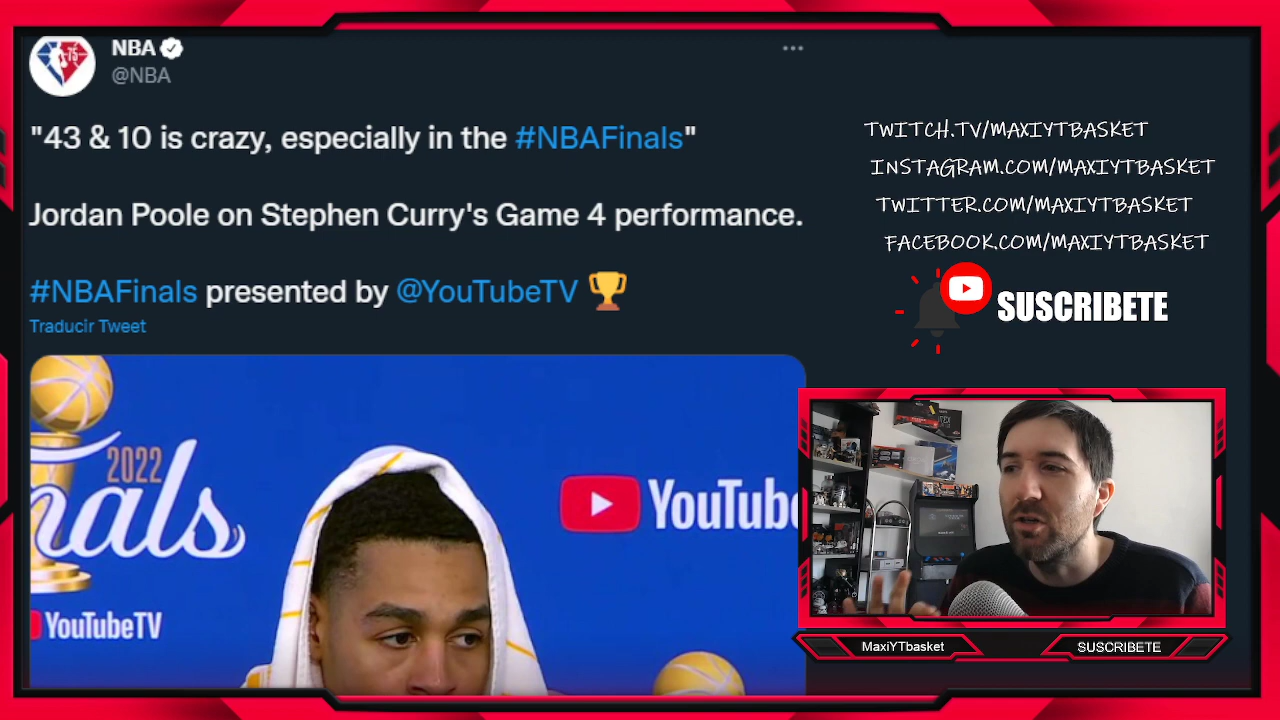 NBA
@NBA
"43 & 10 is crazy, especially in the #NBAFinals"
Jordan Poole on Stephen Curry's Game 4 performance.
#NBAFinals presented by @YouTubeTV
Traducir Tweet
2022
nals
YouTube
YouTubeTV
TWITCH.TV/MAXIYTBASKET
INSTAGRAM.COM/MAXIYTBASKET
TWITTER.COM/MAXIYTBASKET
FACEBOOK.COM/MAXIYTBASKET
SUSCRIBETE
MaxiYTbasket
SUSCRIBETE